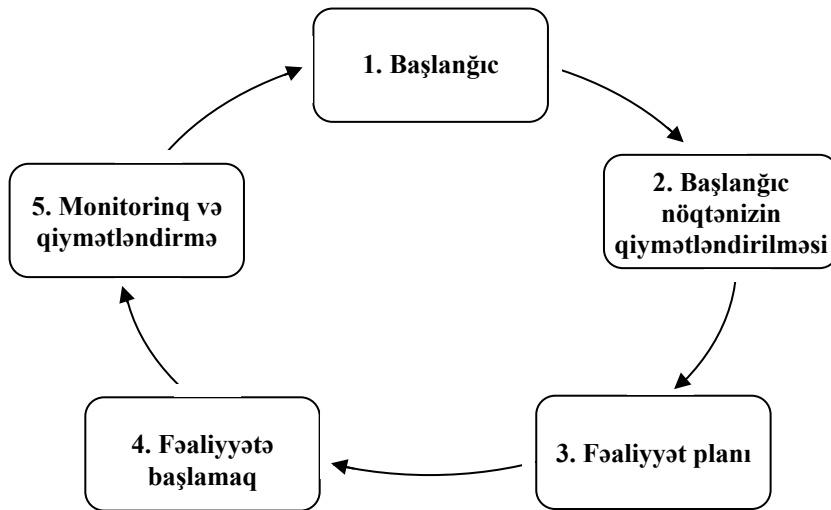 1. Başlanğıc
2. Başlanğıc
nöqtənizin
qiymətləndirilməsi
3. Fəaliyyət planı
4. Fəaliyyətə
başlamaq
5. Monitorinq və
qiymətləndirmə